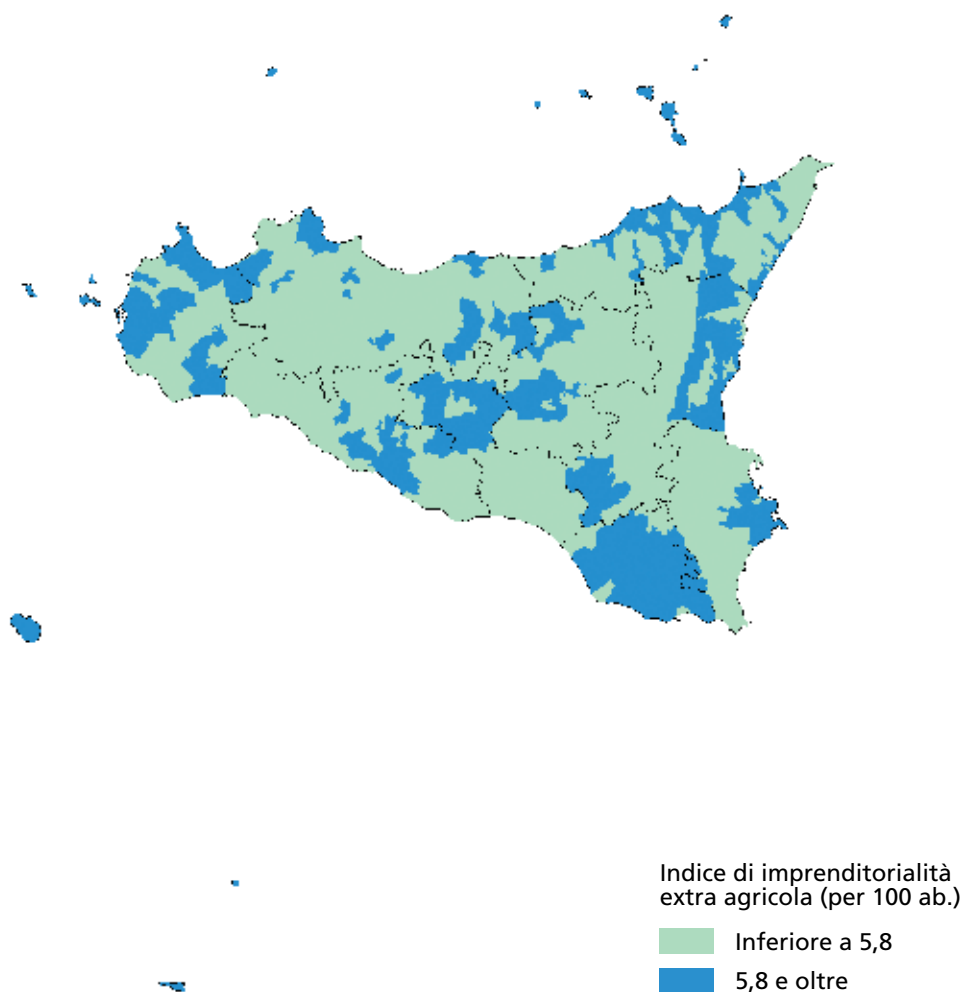 Indice di imprenditorialità
extra agricola (per 100 ab.)
Inferiore a 5,8
5,8 e oltre